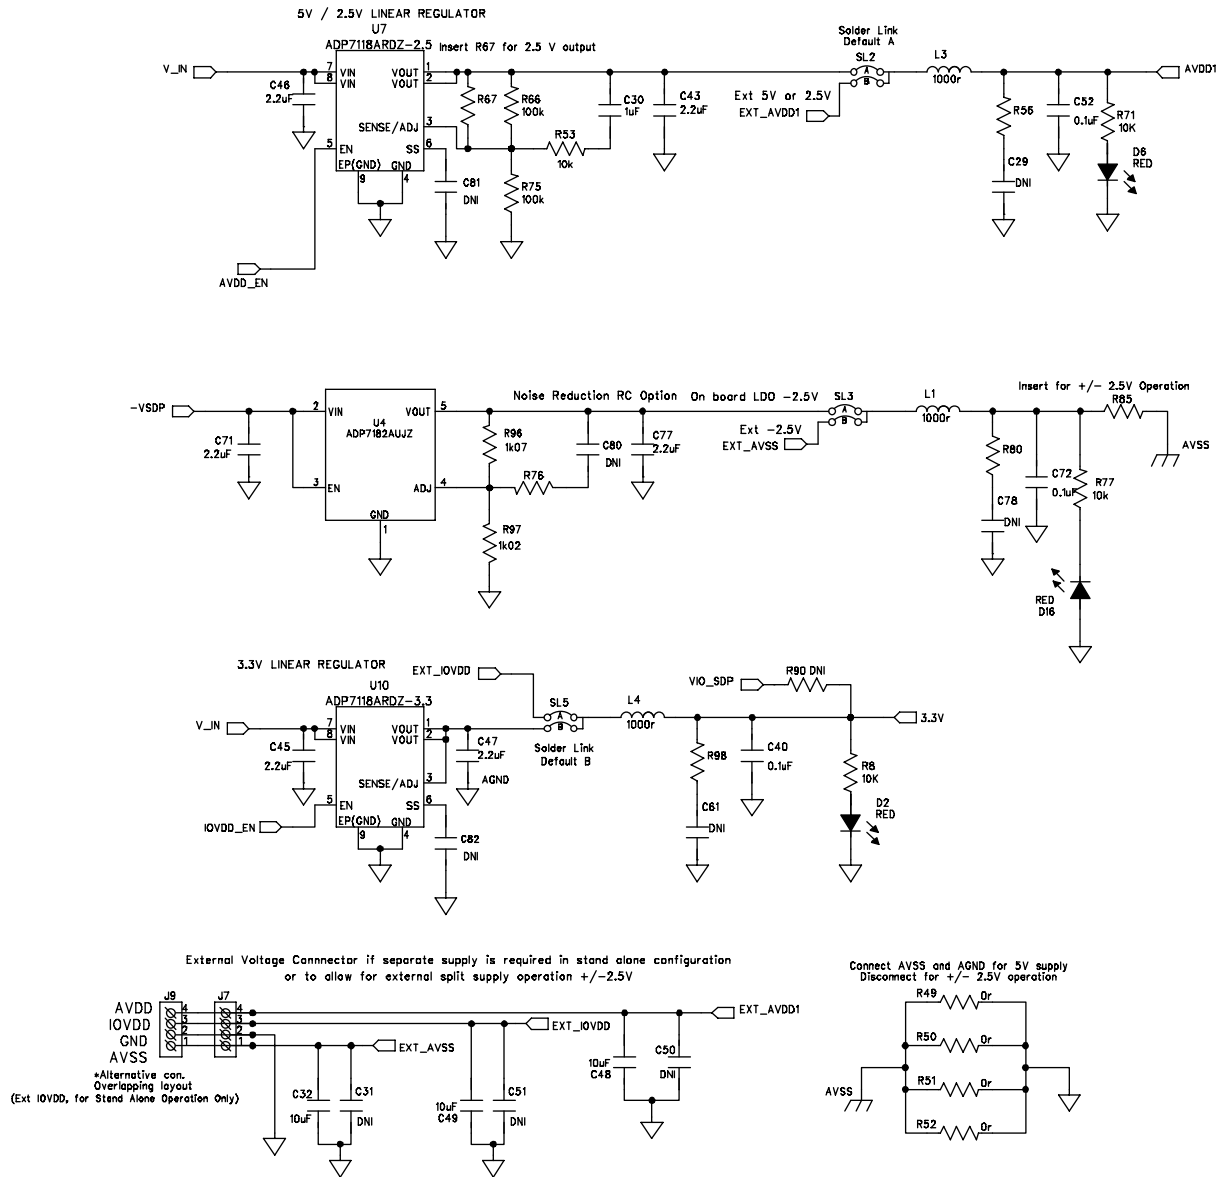 5V / 2.5V LINEAR REGULATOR
U7
ADP7118ARDZ-2.5
Insert R67 for 2.5 V output
V_IN
C46
2.2uF
7 VIN
8 VIN
VOUT 1
VOUT 2
SENSE/ADJ 3
5 EN
SS 6
EP(GND) GND
9
4
AVDD_EN
C81
DNI
R67
R66
100k
R53
10k
R75
100k
C30
1uF
C43
2.2uF
Solder Link
Default A
SL2
A
B
Ext 5V or 2.5V
EXT_AVDD1
L3
1000r
AVDD1
R56
C29
DNI
C52
0.1uF
R71
10K
D6
RED
-VSDP
C71
2.2uF
2 VIN
VOUT 5
U4
ADP7182AUJZ
3 EN
ADJ 4
GND
1
Noise Reduction RC Option
R96
1k07
R76
R97
1k02
C80
DNI
C77
2.2uF
On board LDO -2.5V
SL3
A
B
Ext -2.5V
EXT_AVSS
L1
1000r
Insert for +/- 2.5V Operation
R85
AVSS
R80
C78
DNI
C72
0.1uF
R77
10k
RED
D16
3.3V LINEAR REGULATOR
U10
ADP7118ARDZ-3.3
V_IN
C45
2.2uF
7 VIN
8 VIN
VOUT 1
VOUT 2
SENSE/ADJ 3
5 EN
SS 6
EP(GND) GND
9
4
IOVDD_EN
C47
2.2uF
AGND
C82
DNI
EXT_IOVDD
SL5
A
B
Solder Link
Default B
L4
1000r
VIO_SDP
R90 DNI
3.3V
R98
C61
DNI
C40
0.1uF
R8
10K
D2
RED
External Voltage Cannnector if separate supply is required in stand alone configuration
or to allow for external split supply operation +/-2.5V
J9
J7
AVDD
4
4
IOVDD
3
3
GND
2
2
AVSS
1
1
*Alternative con.
Overlapping layout
(Ext IOVDD, for Stand Alone Operation Only)
EXT_AVSS
C32
10uF
C31
DNI
EXT_IOVDD
10uF
C49
C51
DNI
EXT_AVDD1
10uF
C48
C50
DNI
Connect AVSS and AGND for 5V supply
Disconnect for +/- 2.5V operation
R49
0r
R50
0r
R51
0r
R52
0r
AVSS